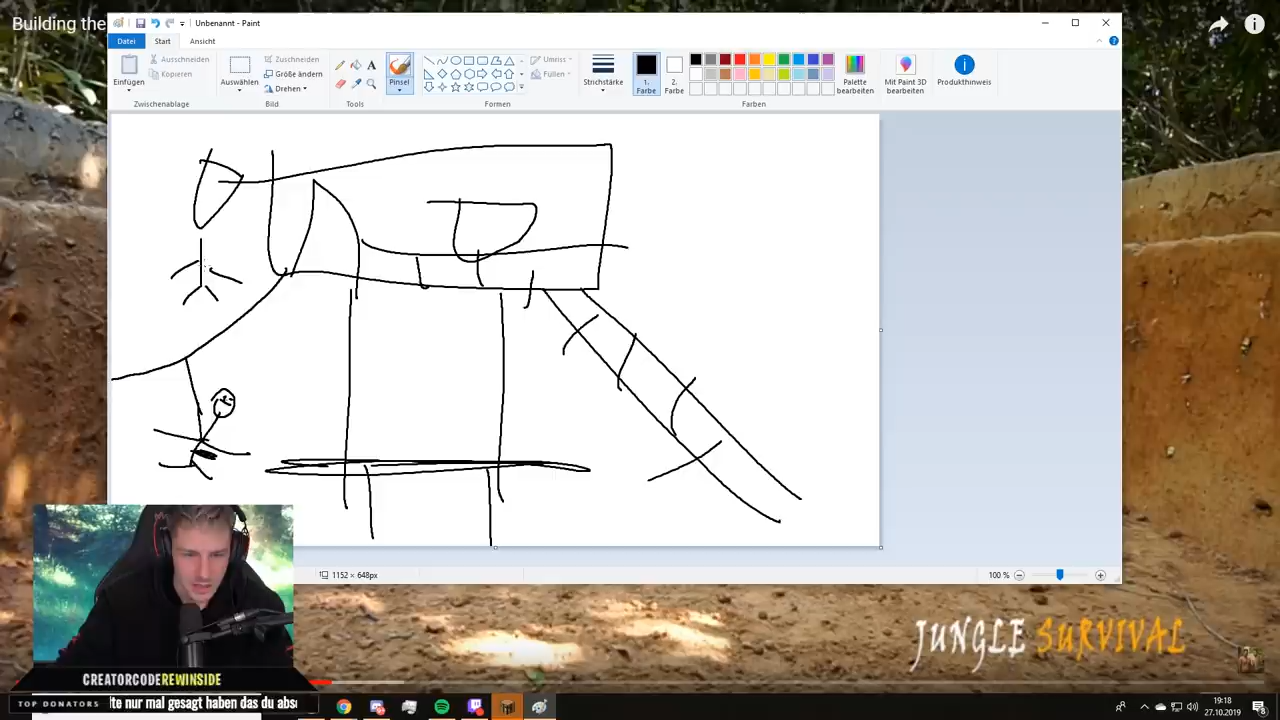 Building the
Unbenannt - Paint
Datei
Start
Ansicht
Einfügen
Ausschneiden
Kopieren
Zwischenablage
Auswählen
Zuschneiden
Größe ändern
Drehen
Bild
Tools
Pinsel
Umriss
Füllen
Formen
Strichstärke
1.
Farbe
2.
Farbe
Palette
bearbeiten
Farben
Mit Paint 3D
bearbeiten
Produkthinweis
1152 × 648px
100 %
JUNGLE SURVIVAL
CREATORCODEREWINSIDE
TOP DONATORS
te nur mal gesagt haben das du abs
19:18
27.10.2019
8